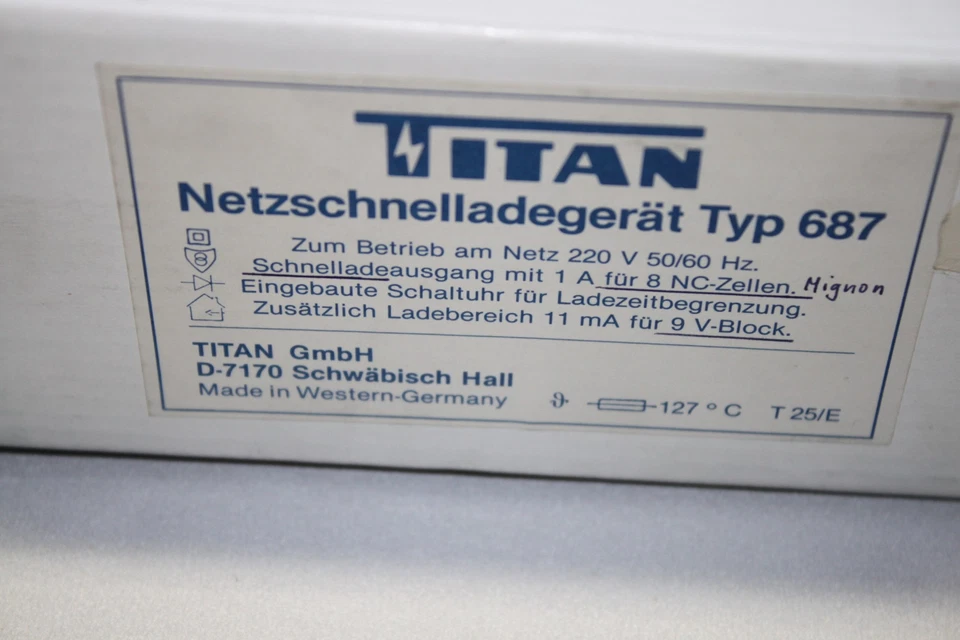 TITAN
Netzschnelladegerät Typ 687
Zum Betrieb am Netz 220 V 50/60 Hz.
Schnelladeausgang mit 1 A für 8 NC-Zellen. Mignon
Eingebaute Schaltuhr für Ladezeitbegrenzung.
Zusätzlich Ladebereich 11 mA für 9 V-Block.
TITAN GmbH
D-7170 Schwäbisch Hall
Made in Western-Germany
ϑ 127 °C T 25/E